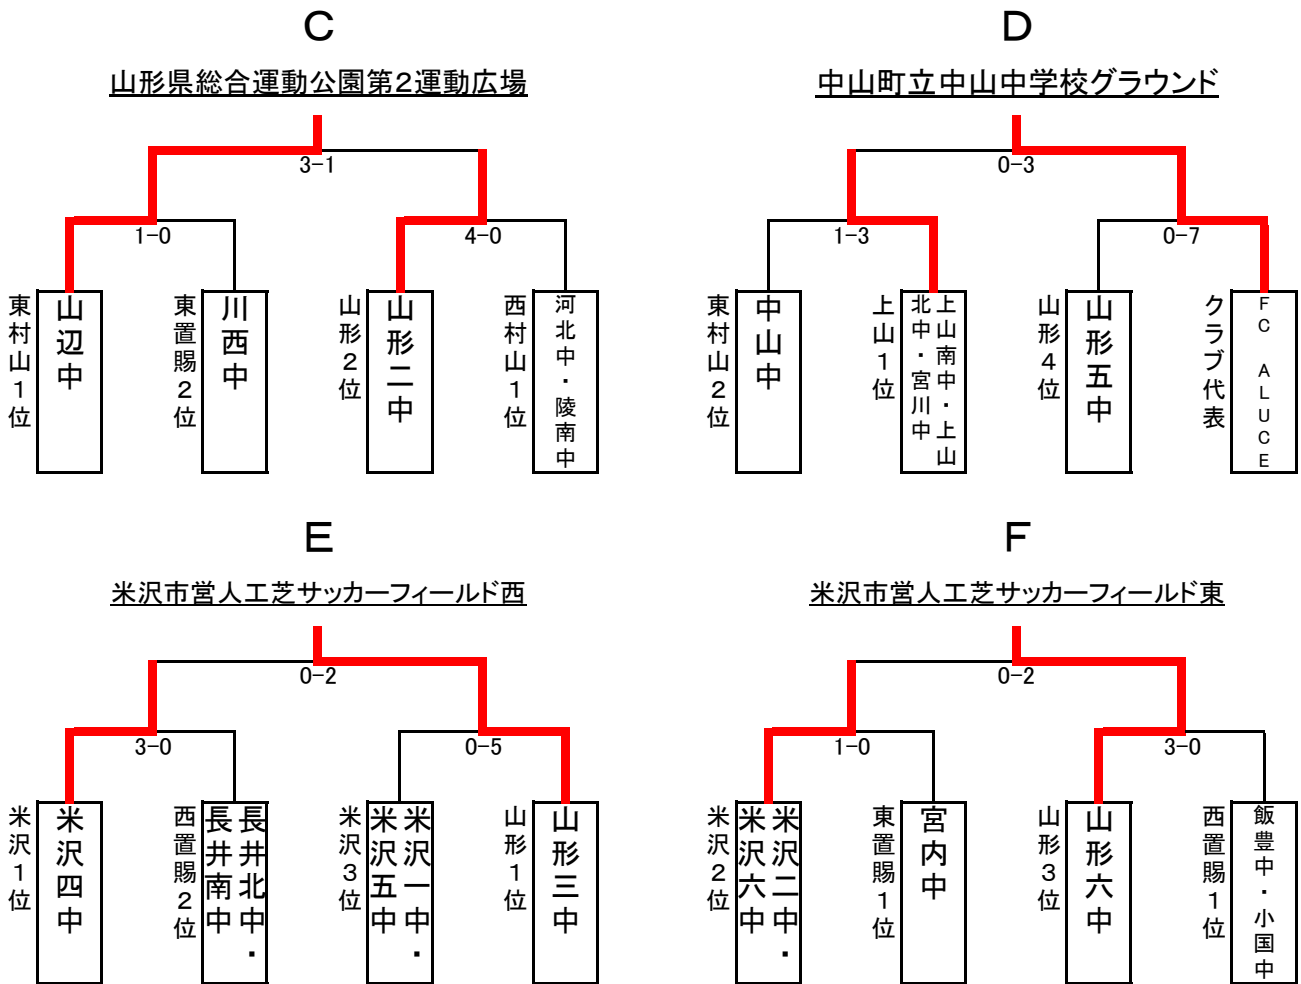 C
山形県総合運動公園第２運動広場
3-1
1-0
4-0
東村山１位
山辺中
東置賜２位
川西中
山形２位
山形二中
西村山１位
河北中・陵南中
D
中山町立中山中学校グラウンド
0-3
1-3
0-7
東村山２位
中山中
上山１位
上山南中・上山
北中・宮川中
山形４位
山形五中
クラブ代表
FC ALUCE
E
米沢市営人工芝サッカーフィールド西
0-2
3-0
0-5
米沢１位
米沢四中
西置賜２位
長井北中・
長井南中
米沢３位
米沢一中・
米沢五中
山形１位
山形三中
F
米沢市営人工芝サッカーフィールド東
0-2
1-0
3-0
米沢２位
米沢二中・
米沢六中
東置賜１位
宮内中
山形３位
山形六中
西置賜１位
飯豊中・小国中